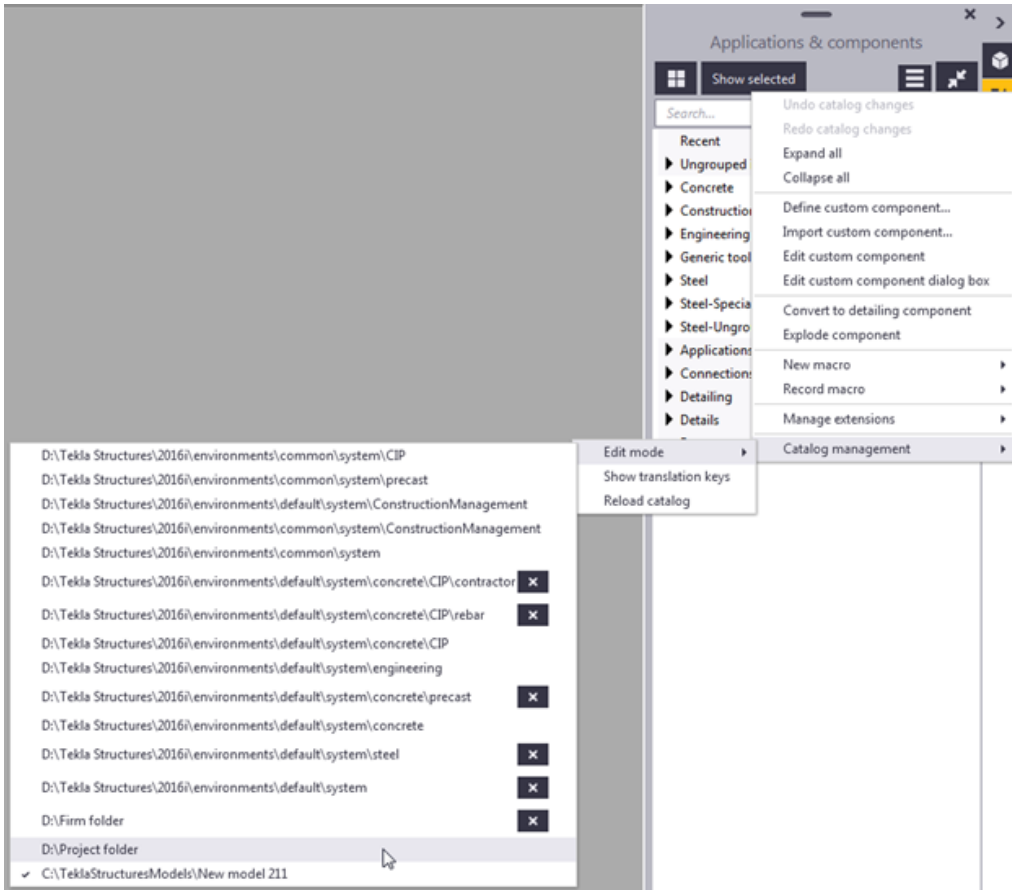 Applications & components
Show selected
Search...
Recent
Ungrouped
Concrete
Construction
Engineering
Generic tool
Steel
Steel-Specia
Steel-Ungro
Applications
Connections
Detailing
Details
Undo catalog changes
Redo catalog changes
Expand all
Collapse all
Define custom component...
Import custom component...
Edit custom component
Edit custom component dialog box
Convert to detailing component
Explode component
New macro
Record macro
Manage extensions
Catalog management
Edit mode
Show translation keys
Reload catalog
D:\Tekla Structures\2016i\environments\common\system\CIP
D:\Tekla Structures\2016i\environments\common\system\precast
D:\Tekla Structures\2016i\environments\default\system\ConstructionManagement
D:\Tekla Structures\2016i\environments\common\system\ConstructionManagement
D:\Tekla Structures\2016i\environments\common\system
D:\Tekla Structures\2016i\environments\default\system\concrete\CIP\contractor
D:\Tekla Structures\2016i\environments\default\system\concrete\CIP\rebar
D:\Tekla Structures\2016i\environments\default\system\concrete\CIP
D:\Tekla Structures\2016i\environments\default\system\engineering
D:\Tekla Structures\2016i\environments\default\system\concrete\precast
D:\Tekla Structures\2016i\environments\default\system\concrete
D:\Tekla Structures\2016i\environments\default\system\steel
D:\Tekla Structures\2016i\environments\default\system
D:\Firm folder
D:\Project folder
C:\TeklaStructuresModels\New model 211